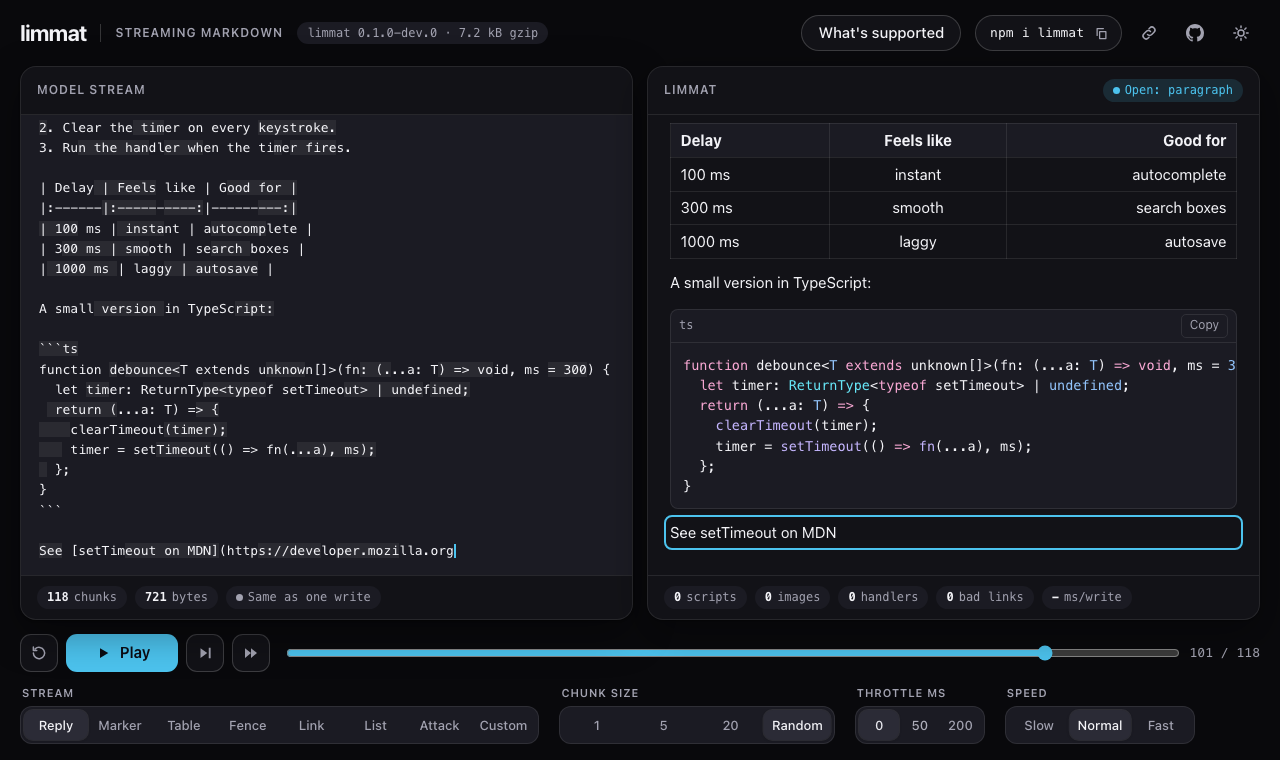 limmat
STREAMING MARKDOWN
limmat 0.1.0-dev.0 · 7.2 kB gzip
What's supported
npm i limmat
MODEL STREAM
2. Clear the timer on every keystroke.
3. Run the handler when the timer fires.
| Delay | Feels like | Good for |
|:------|:----------:|---------:|
| 100 ms | instant | autocomplete |
| 300 ms | smooth | search boxes |
| 1000 ms | laggy | autosave |
A small version in TypeScript:
```ts
function debounce<T extends unknown[]>(fn: (...a: T) => void, ms = 300) {
  let timer: ReturnType<typeof setTimeout> | undefined;
  return (...a: T) => {
    clearTimeout(timer);
    timer = setTimeout(() => fn(...a), ms);
  };
}
```
See [setTimeout on MDN](https://developer.mozilla.org
118 chunks
721 bytes
Same as one write
LIMMAT
Open: paragraph
Delay Feels like Good for
100 ms instant autocomplete
300 ms smooth search boxes
1000 ms laggy autosave
A small version in TypeScript:
ts
Copy
function debounce<T extends unknown[]>(fn: (...a: T) => void, ms = 3
  let timer: ReturnType<typeof setTimeout> | undefined;
  return (...a: T) => {
    clearTimeout(timer);
    timer = setTimeout(() => fn(...a), ms);
  };
}
See setTimeout on MDN
0 scripts
0 images
0 handlers
0 bad links
– ms/write
Play
101 / 118
STREAM
Reply Marker Table Fence Link List Attack Custom
CHUNK SIZE
1 5 20 Random
THROTTLE MS
0 50 200
SPEED
Slow Normal Fast